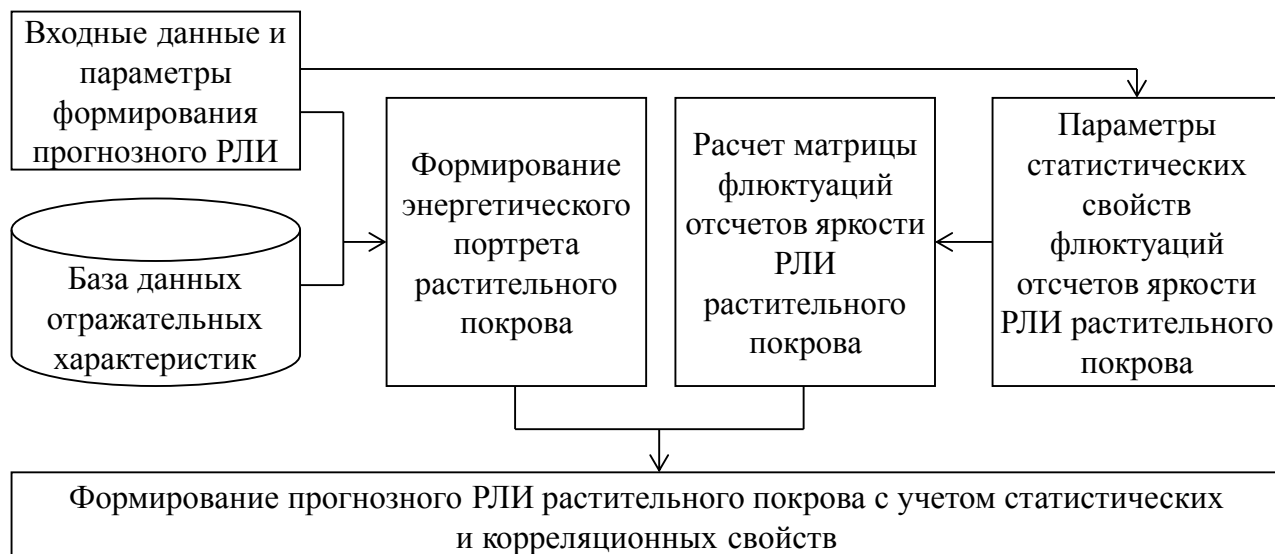 Входные данные и
параметры
формирования
прогнозного РЛИ
База данных
отражательных
характеристик
Формирование
энергетического
портрета
растительного
покрова
Расчет матрицы
флюктуаций
отсчетов яркости
РЛИ
растительного
покрова
Параметры
статистических
свойств
флюктуаций
отсчетов яркости
РЛИ растительного
покрова
Формирование прогнозного РЛИ растительного покрова с учетом статистических
и корреляционных свойств